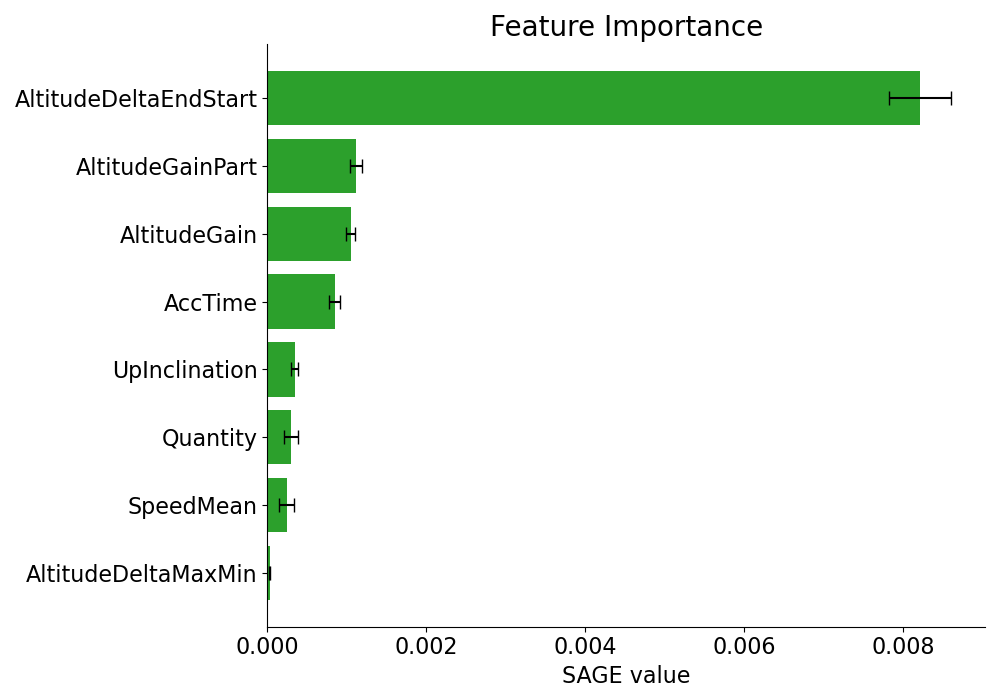 Feature Importance
AltitudeDeltaEndStart
AltitudeGainPart
AltitudeGain
AccTime
UpInclination
Quantity
SpeedMean
AltitudeDeltaMaxMin
0.000 0.002 0.004 0.006 0.008
SAGE value